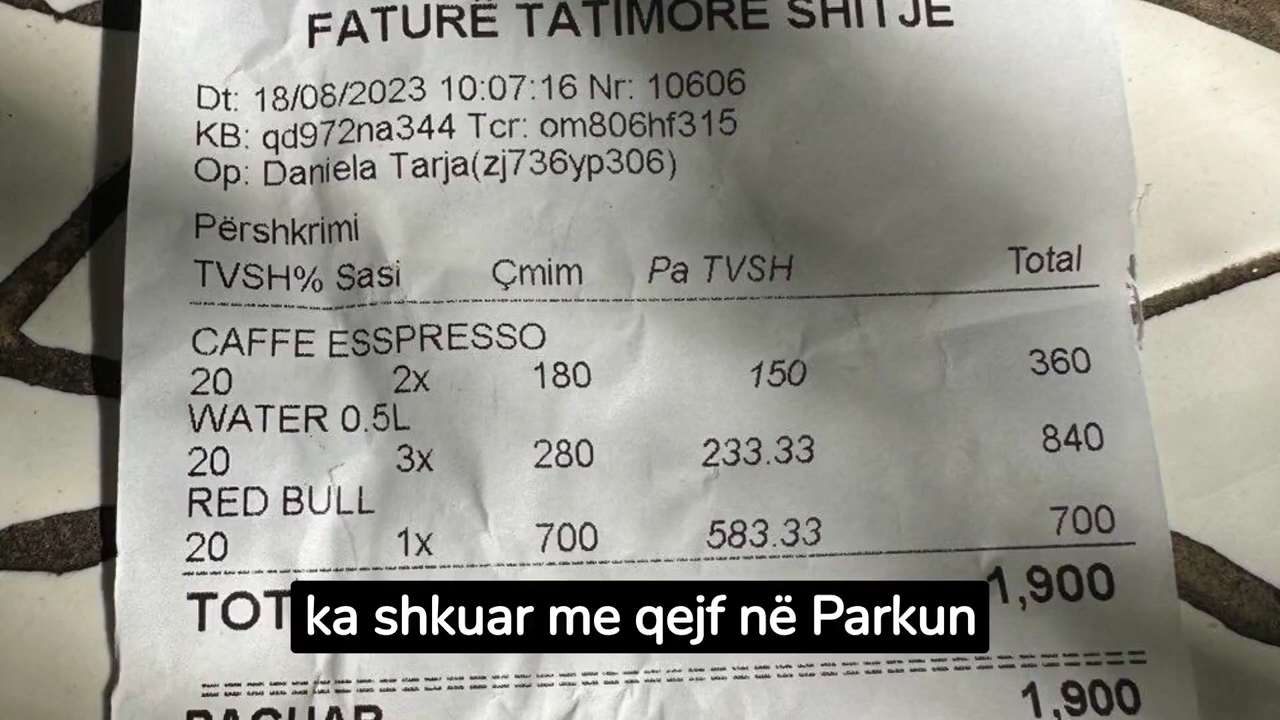 FATURË TATIMORE SHITJE
Dt: 18/08/2023 10:07:16 Nr: 10606
KB: qd972na344 Tcr: om806hf315
Op: Daniela Tarja(zj736yp306)
Përshkrimi
TVSH% Sasi Çmim Pa TVSH Total
CAFFE ESSPRESSO
20 2x 180 150 360
WATER 0.5L
20 3x 280 233.33 840
RED BULL
20 1x 700 583.33 700
TOT 1,900
ka shkuar me qejf në Parkun
PAGUAR 1,900